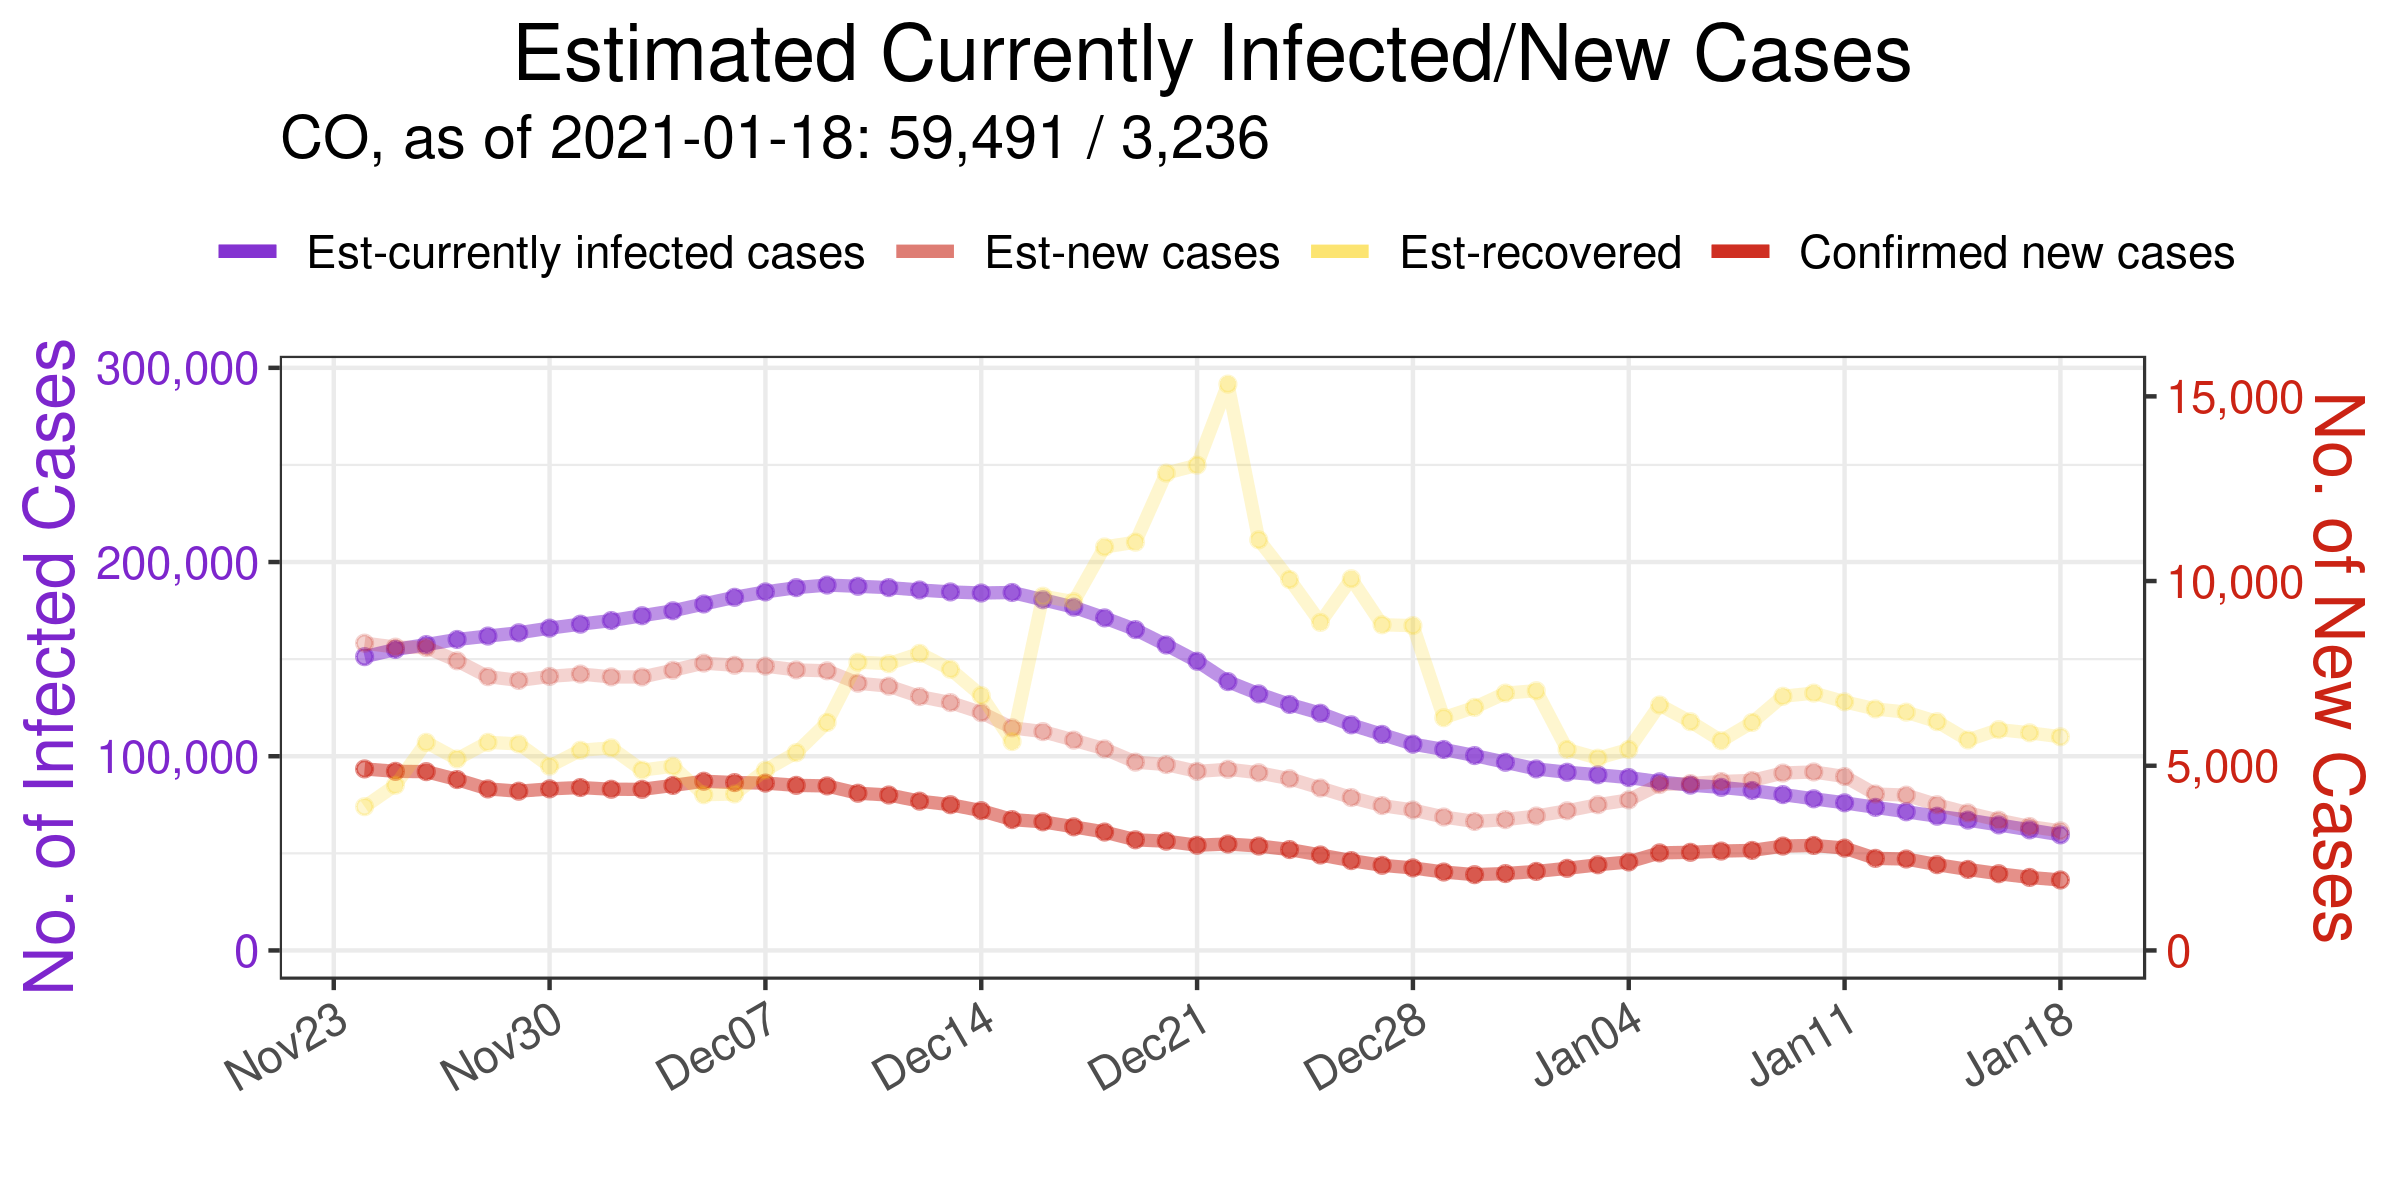 Estimated Currently Infected/New Cases
CO, as of 2021-01-18: 59,491 / 3,236
Est-currently infected cases Est-new cases Est-recovered Confirmed new cases
No. of Infected Cases
300,000
200,000
100,000
0
15,000
10,000
5,000
0
No. of New Cases
Nov23 Nov30 Dec07 Dec14 Dec21 Dec28 Jan04 Jan11 Jan18